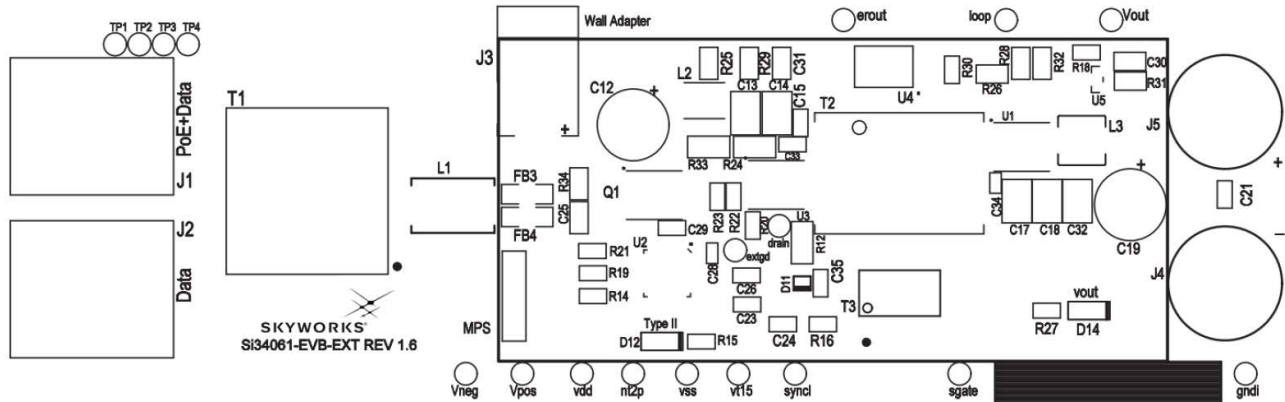 TP1 TP2 TP3 TP4
Wall Adapter
erout
loop
Vout
J3
R25
R29
C31
L2
C13
C14
C15
C12
+
+
U4
R30
R26
R28
R32
R18
C30
R31
U5
PoE+Data
J1
T1
T2
U1
L3
J5
+
R33
R24
C33
L1
FB3
FB4
R34
C25
Q1
R23
R22
R20
U3
R12
drain
extgd
C34
C17
C18
C32
+
C19
C21
−
J2
Data
U2
C29
C28
R21
R19
R14
C26
C23
D11
C35
T3
J4
vout
R27
D14
SKYWORKS®
Si34061-EVB-EXT REV 1.6
MPS
Type II
D12
R15
C24
R16
Vneg
Vpos
vdd
nt2p
vss
vt15
syncl
sgate
gndi